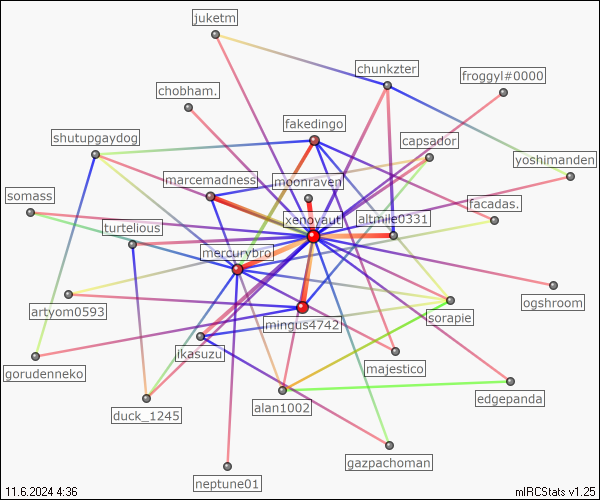 juketm
chunkzter
froggyl#0000
chobham.
fakedingo
shutupgaydog
capsador
yoshimanden
marcemadness
moonraven
somass
xenoyaut
altmile0331
facadas.
turtelious
mercurybro
artyom0593
ogshroom
sorapie
mingus4742
ikasuzu
gorudenneko
majestico
edgepanda
duck_1245
alan1002
gazpachoman
neptune01
11.6.2024 4:36
mIRCStats v1.25